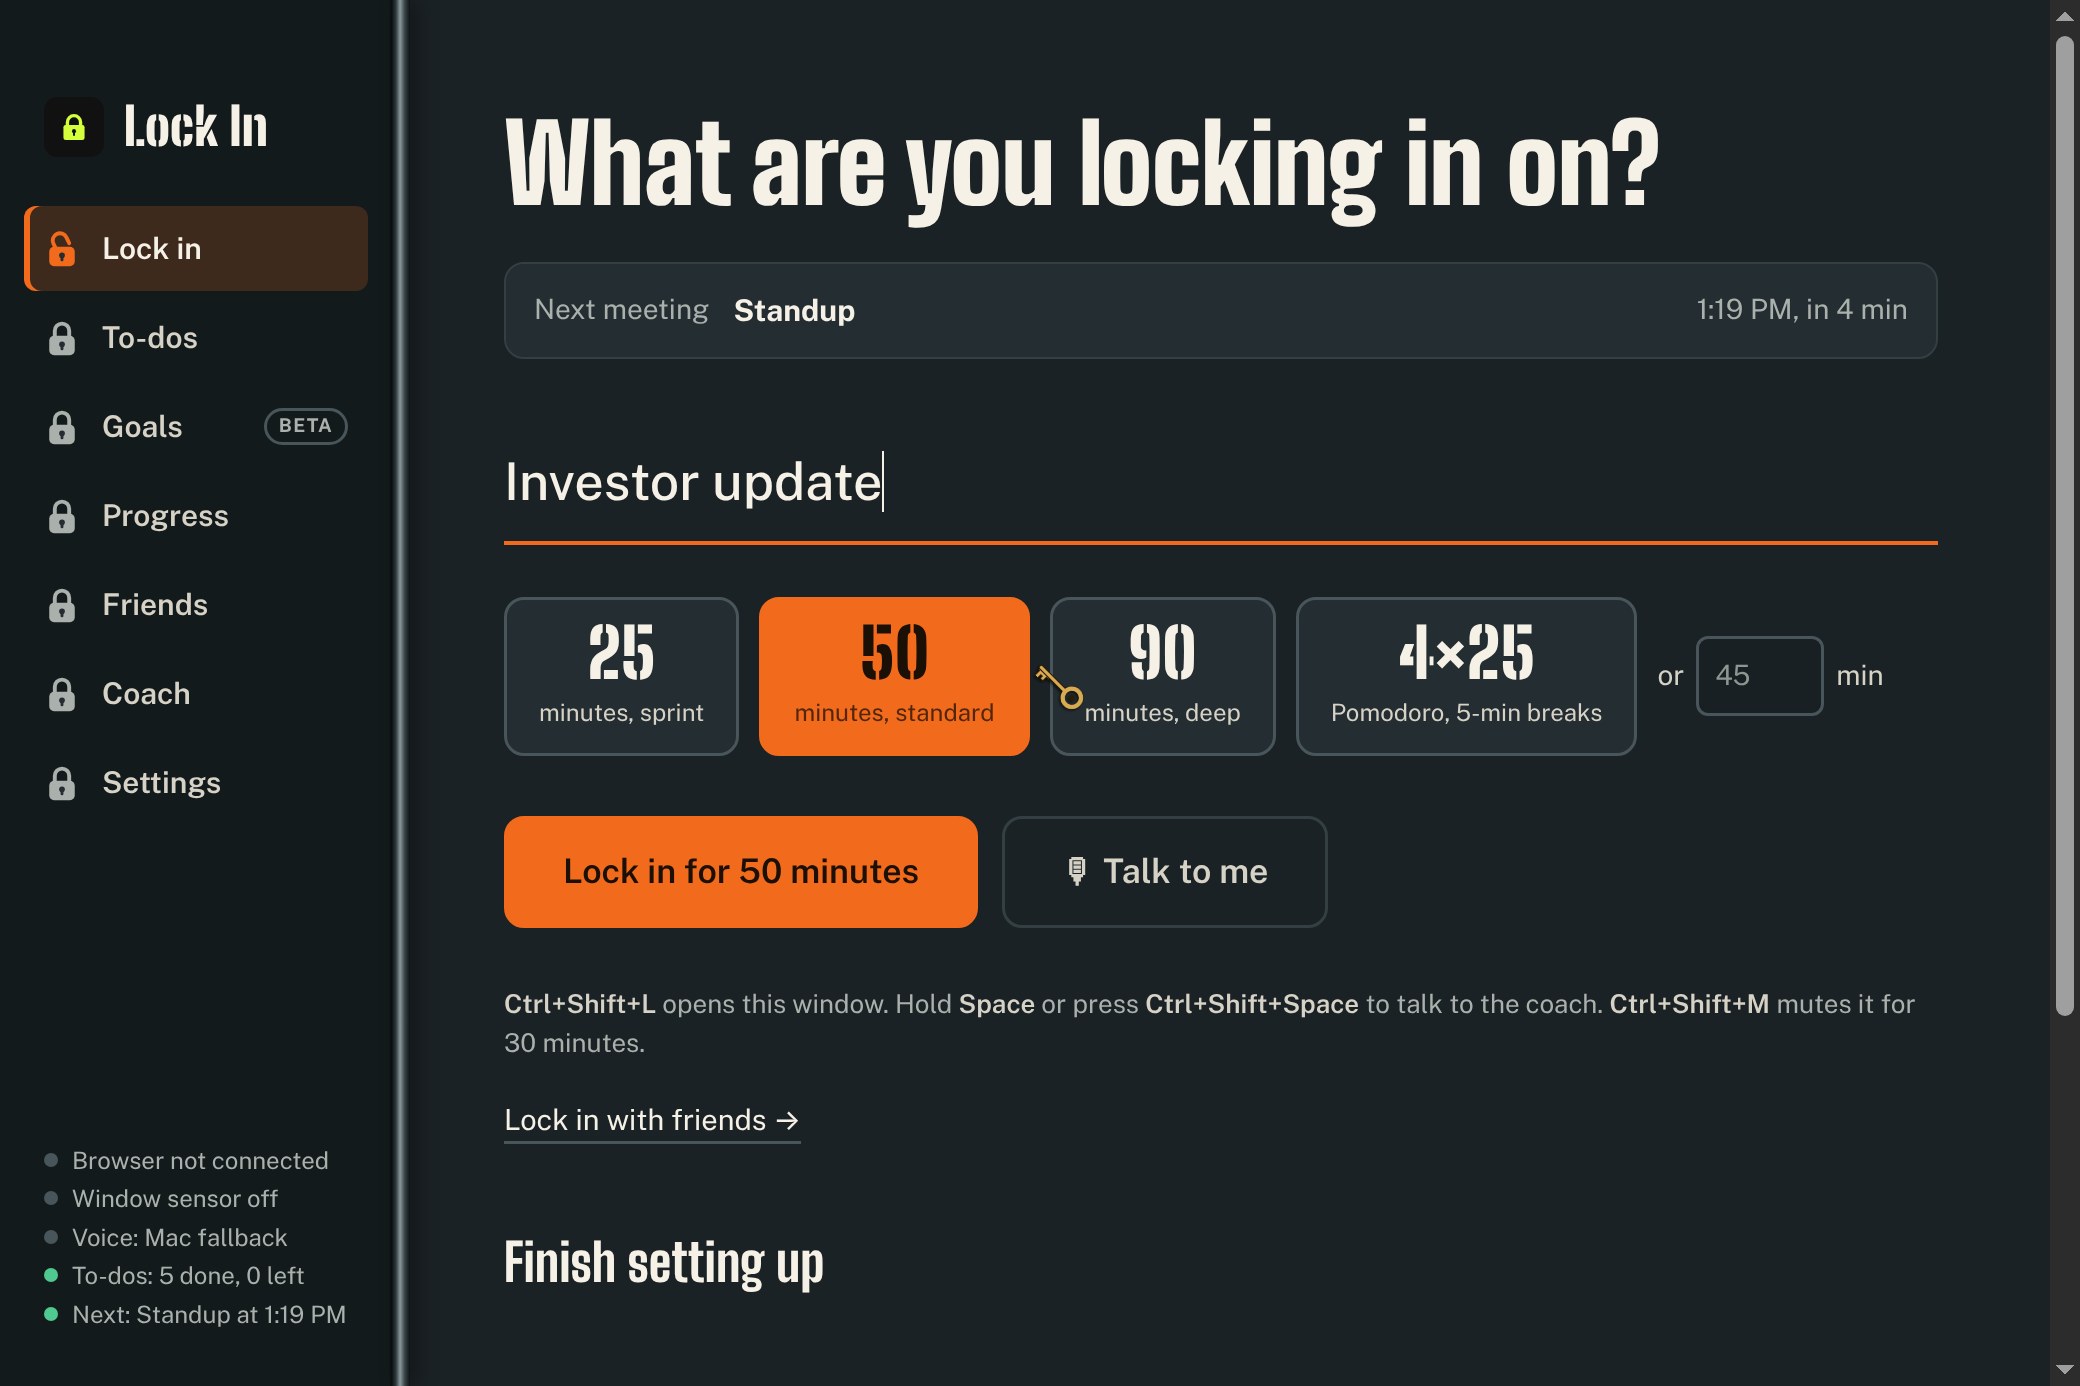 Lock In
Lock in
To-dos
Goals BETA
Progress
Friends
Coach
Settings
Browser not connected
Window sensor off
Voice: Mac fallback
To-dos: 5 done, 0 left
Next: Standup at 1:19 PM
What are you locking in on?
Next meeting Standup 1:19 PM, in 4 min
Investor update
25 50 90 4×25
minutes, sprint minutes, standard minutes, deep Pomodoro, 5-min breaks or 45 min
Lock in for 50 minutes Talk to me
Ctrl+Shift+L opens this window. Hold Space or press Ctrl+Shift+Space to talk to the coach. Ctrl+Shift+M mutes it for
30 minutes.
Lock in with friends →
Finish setting up